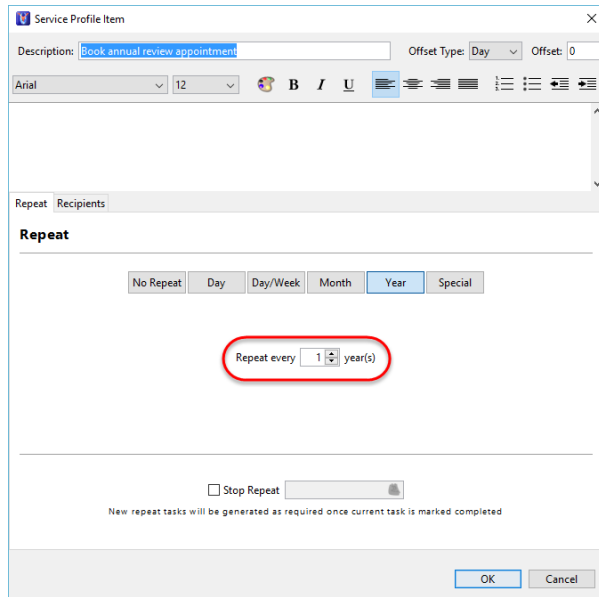 Service Profile Item
Description: Book annual review appointment Offset Type: Day Offset: 0
Arial 12 B I U
Repeat Recipients
Repeat
No Repeat Day Day/Week Month Year Special
Repeat every 1 year(s)
Stop Repeat
New repeat tasks will be generated as required once current task is marked completed
OK Cancel